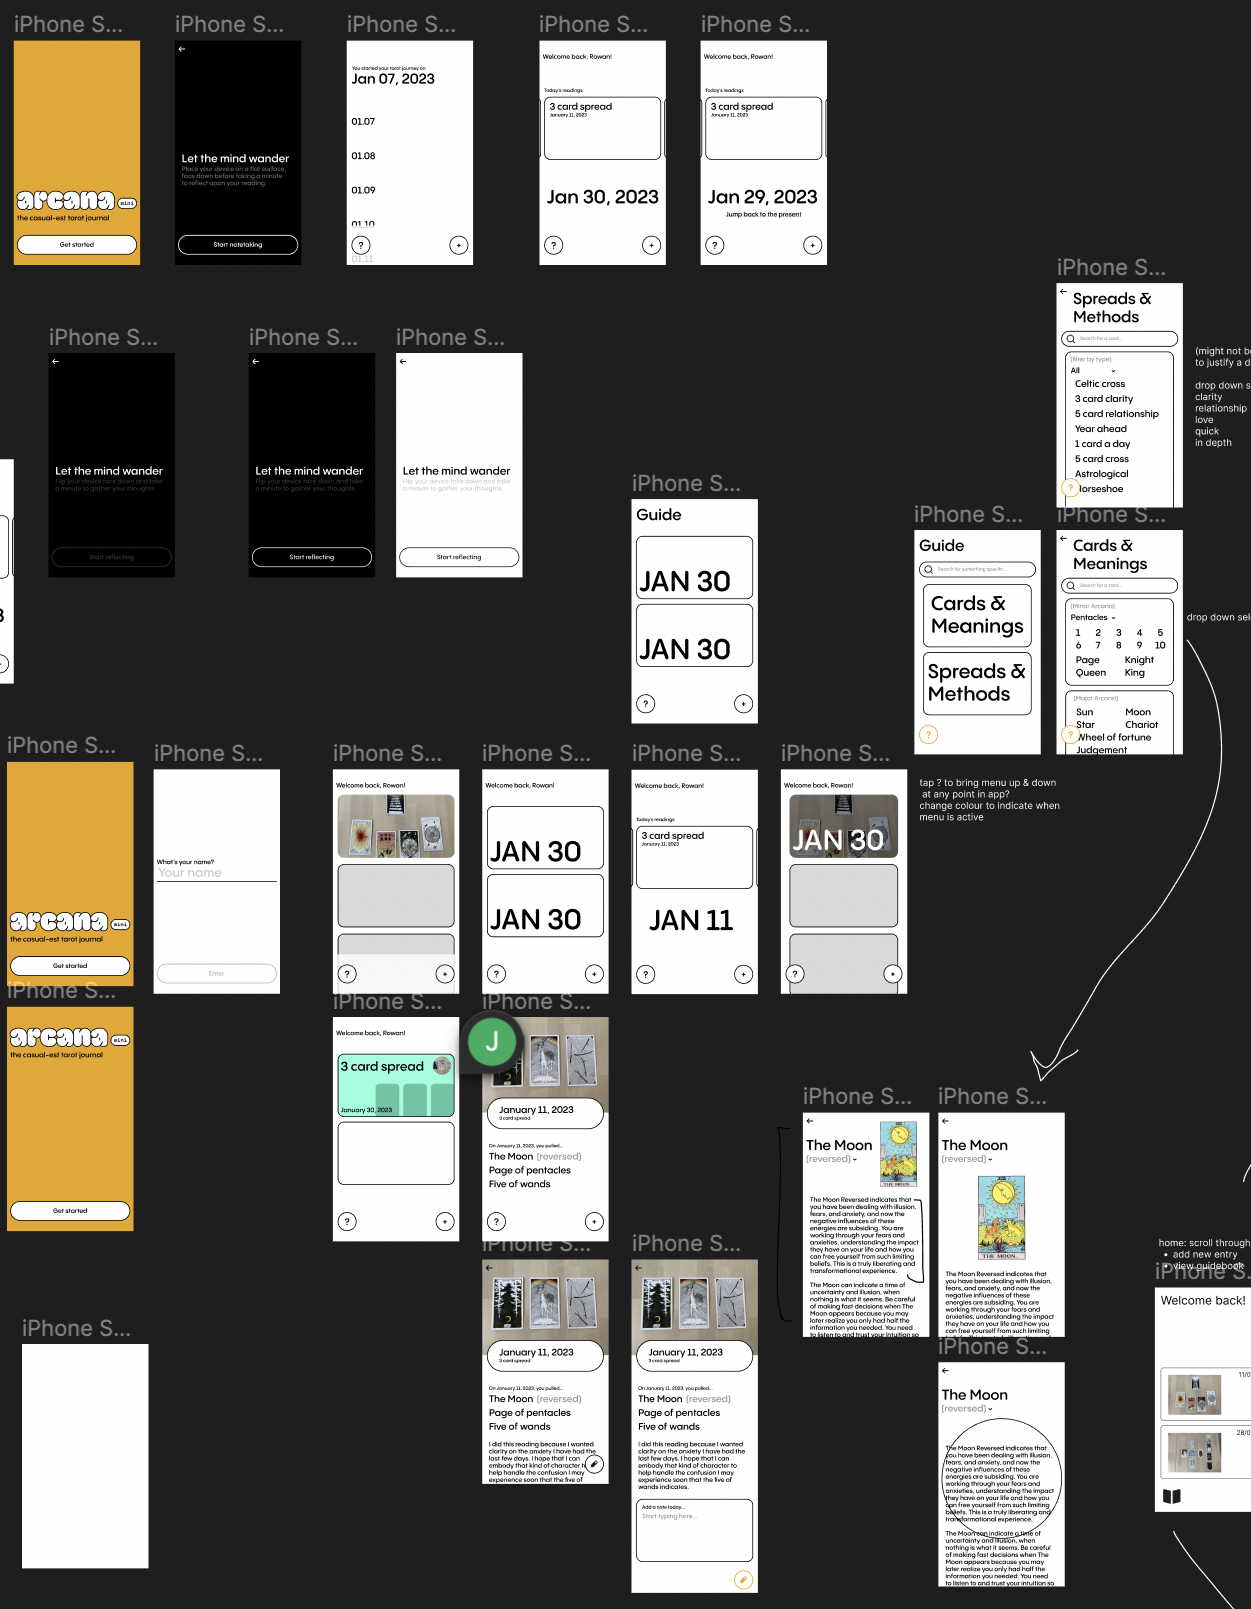 iPhone S...
iPhone S...
iPhone S...
iPhone S...
iPhone S...
arcana mini
the casual-est tarot journal
Get started
Let the mind wander
Place your device on a flat surface,
face down before taking a minute
to reflect upon your reading.
Start notetaking
You started your tarot journey on
Jan 07, 2023
01.07
01.08
01.09
01.10
01.11
?
+
Welcome back, Rowan!
Today's readings
3 card spread
January 11, 2023
Jan 30, 2023
?
+
Welcome back, Rowan!
Today's readings
3 card spread
January 11, 2023
Jan 29, 2023
Jump back to the present
?
+
iPhone S...
Spreads &
Methods
Search for a card...
(filter by type)
All
Celtic cross
3 card clarity
5 card relationship
Year ahead
1 card a day
5 card cross
Astrological
Horseshoe
?
(might not be
to justify a d
drop down s
clarity
relationship
love
quick
in depth
iPhone S...
iPhone S...
iPhone S...
Let the mind wander
Flip your device face down and take
a minute to gather your thoughts.
Start reflecting
Let the mind wander
Flip your device face down and take
a minute to gather your thoughts.
Start reflecting
Let the mind wander
Flip your device face down and take
a minute to gather your thoughts.
Start reflecting
iPhone S...
Guide
JAN 30
JAN 30
?
+
iPhone S...
Guide
Search for something specific...
Cards &
Meanings
Spreads &
Methods
?
iPhone S...
Cards &
Meanings
Search for a card...
(Minor Arcana)
Pentacles
1 2 3 4 5
6 7 8 9 10
Page Knight
Queen King
(Major Arcana)
Sun Moon
Star Chariot
Wheel of fortune
Judgement
?
drop down sele
tap ? to bring menu up & down
at any point in app?
change colour to indicate when
menu is active
iPhone S...
iPhone S...
iPhone S...
iPhone S...
iPhone S...
iPhone S...
arcana mini
the casual-est tarot journal
Get started
What's your name?
Your name
Enter
Welcome back, Rowan!
?
+
Welcome back, Rowan!
JAN 30
JAN 30
?
+
Welcome back, Rowan!
Today's readings
3 card spread
January 11, 2023
JAN 11
?
+
Welcome back, Rowan!
JAN 30
?
+
iPhone S...
arcana mini
the casual-est tarot journal
Get started
iPhone S...
Welcome back, Rowan!
3 card spread
January 30, 2023
?
+
J
iPhone S...
January 11, 2023
3 card spread
On January 11, 2023, you pulled...
The Moon (reversed)
Page of pentacles
Five of wands
?
+
iPhone S...
January 11, 2023
3 card spread
On January 11, 2023, you pulled...
The Moon (reversed)
Page of pentacles
Five of wands
I did this reading because I wanted
clarity on the anxiety I have had the
last few days. I hope that I can
embody that kind of character to
help handle the confusion I may
experience soon that the five of
iPhone S...
January 11, 2023
3 card spread
On January 11, 2023, you pulled...
The Moon (reversed)
Page of pentacles
Five of wands
I did this reading because I wanted
clarity on the anxiety I have had the
last few days. I hope that I can
embody that kind of character to
help handle the confusion I may
experience soon that the five of
wands indicates.
Add a note today...
Start typing here...
iPhone S...
The Moon
(reversed)
THE MOON.
The Moon Reversed indicates that
you have been dealing with illusion,
fears, and anxiety, and now the
negative influences of these
energies are subsiding. You are
working through your fears and
anxieties, understanding the impact
they have on your life and how you
can free yourself from such limiting
beliefs. This is a truly liberating and
transformational experience.
The Moon can indicate a time of
uncertainty and illusion, when
nothing is what it seems. Be careful
of making fast decisions when The
Moon appears because you may
later realize you only had half the
information you needed. You need
to listen to and trust your intuition so
iPhone S...
The Moon
(reversed)
THE MOON.
The Moon Reversed indicates that
you have been dealing with illusion,
fears, and anxiety, and now the
negative influences of these
energies are subsiding. You are
working through your fears and
anxieties, understanding the impact
they have on your life and how you
can free yourself from such limiting
iPhone S...
The Moon
(reversed)
The Moon Reversed indicates that
you have been dealing with illusion,
fears, and anxiety, and now the
negative influences of these
energies are subsiding. You are
working through your fears and
anxieties, understanding the impact
they have on your life and how you
can free yourself from such limiting
beliefs. This is a truly liberating and
transformational experience.
The Moon can indicate a time of
uncertainty and illusion, when
nothing is what it seems. Be careful
of making fast decisions when The
Moon appears because you may
later realize you only had half the
information you needed. You need
to listen to and trust your intuition so
home: scroll through
• add new entry
• view guidebook
iPhone S...
Welcome back!
11/0
28/0
iPhone S...